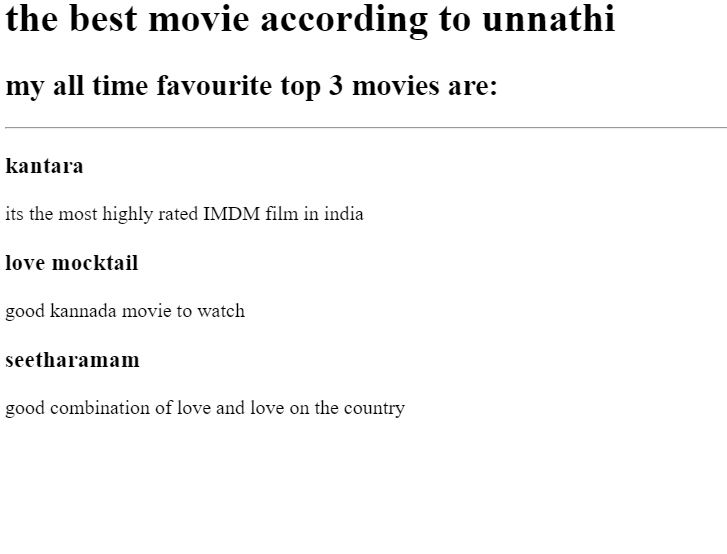 the best movie according to unnathi
my all time favourite top 3 movies are:
kantara
its the most highly rated IMDM film in india
love mocktail
good kannada movie to watch
seetharamam
good combination of love and love on the country